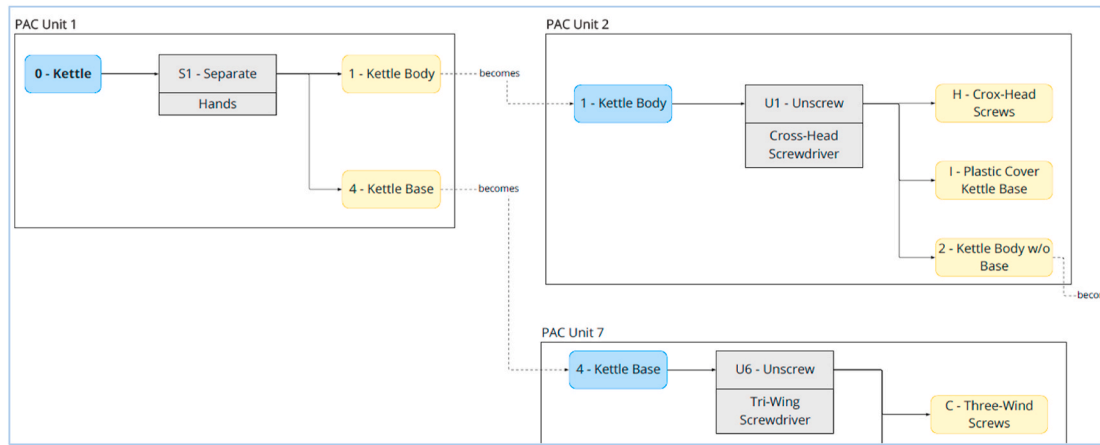 PAC Unit 1
0 - Kettle
S1 - Separate
Hands
1 - Kettle Body
4 - Kettle Base
becomes
becomes
PAC Unit 2
1 - Kettle Body
U1 - Unscrew
Cross-Head
Screwdriver
H - Crox-Head
Screws
I - Plastic Cover
Kettle Base
2 - Kettle Body w/o
Base
becom
PAC Unit 7
4 - Kettle Base
U6 - Unscrew
Tri-Wing
Screwdriver
C - Three-Wind
Screws